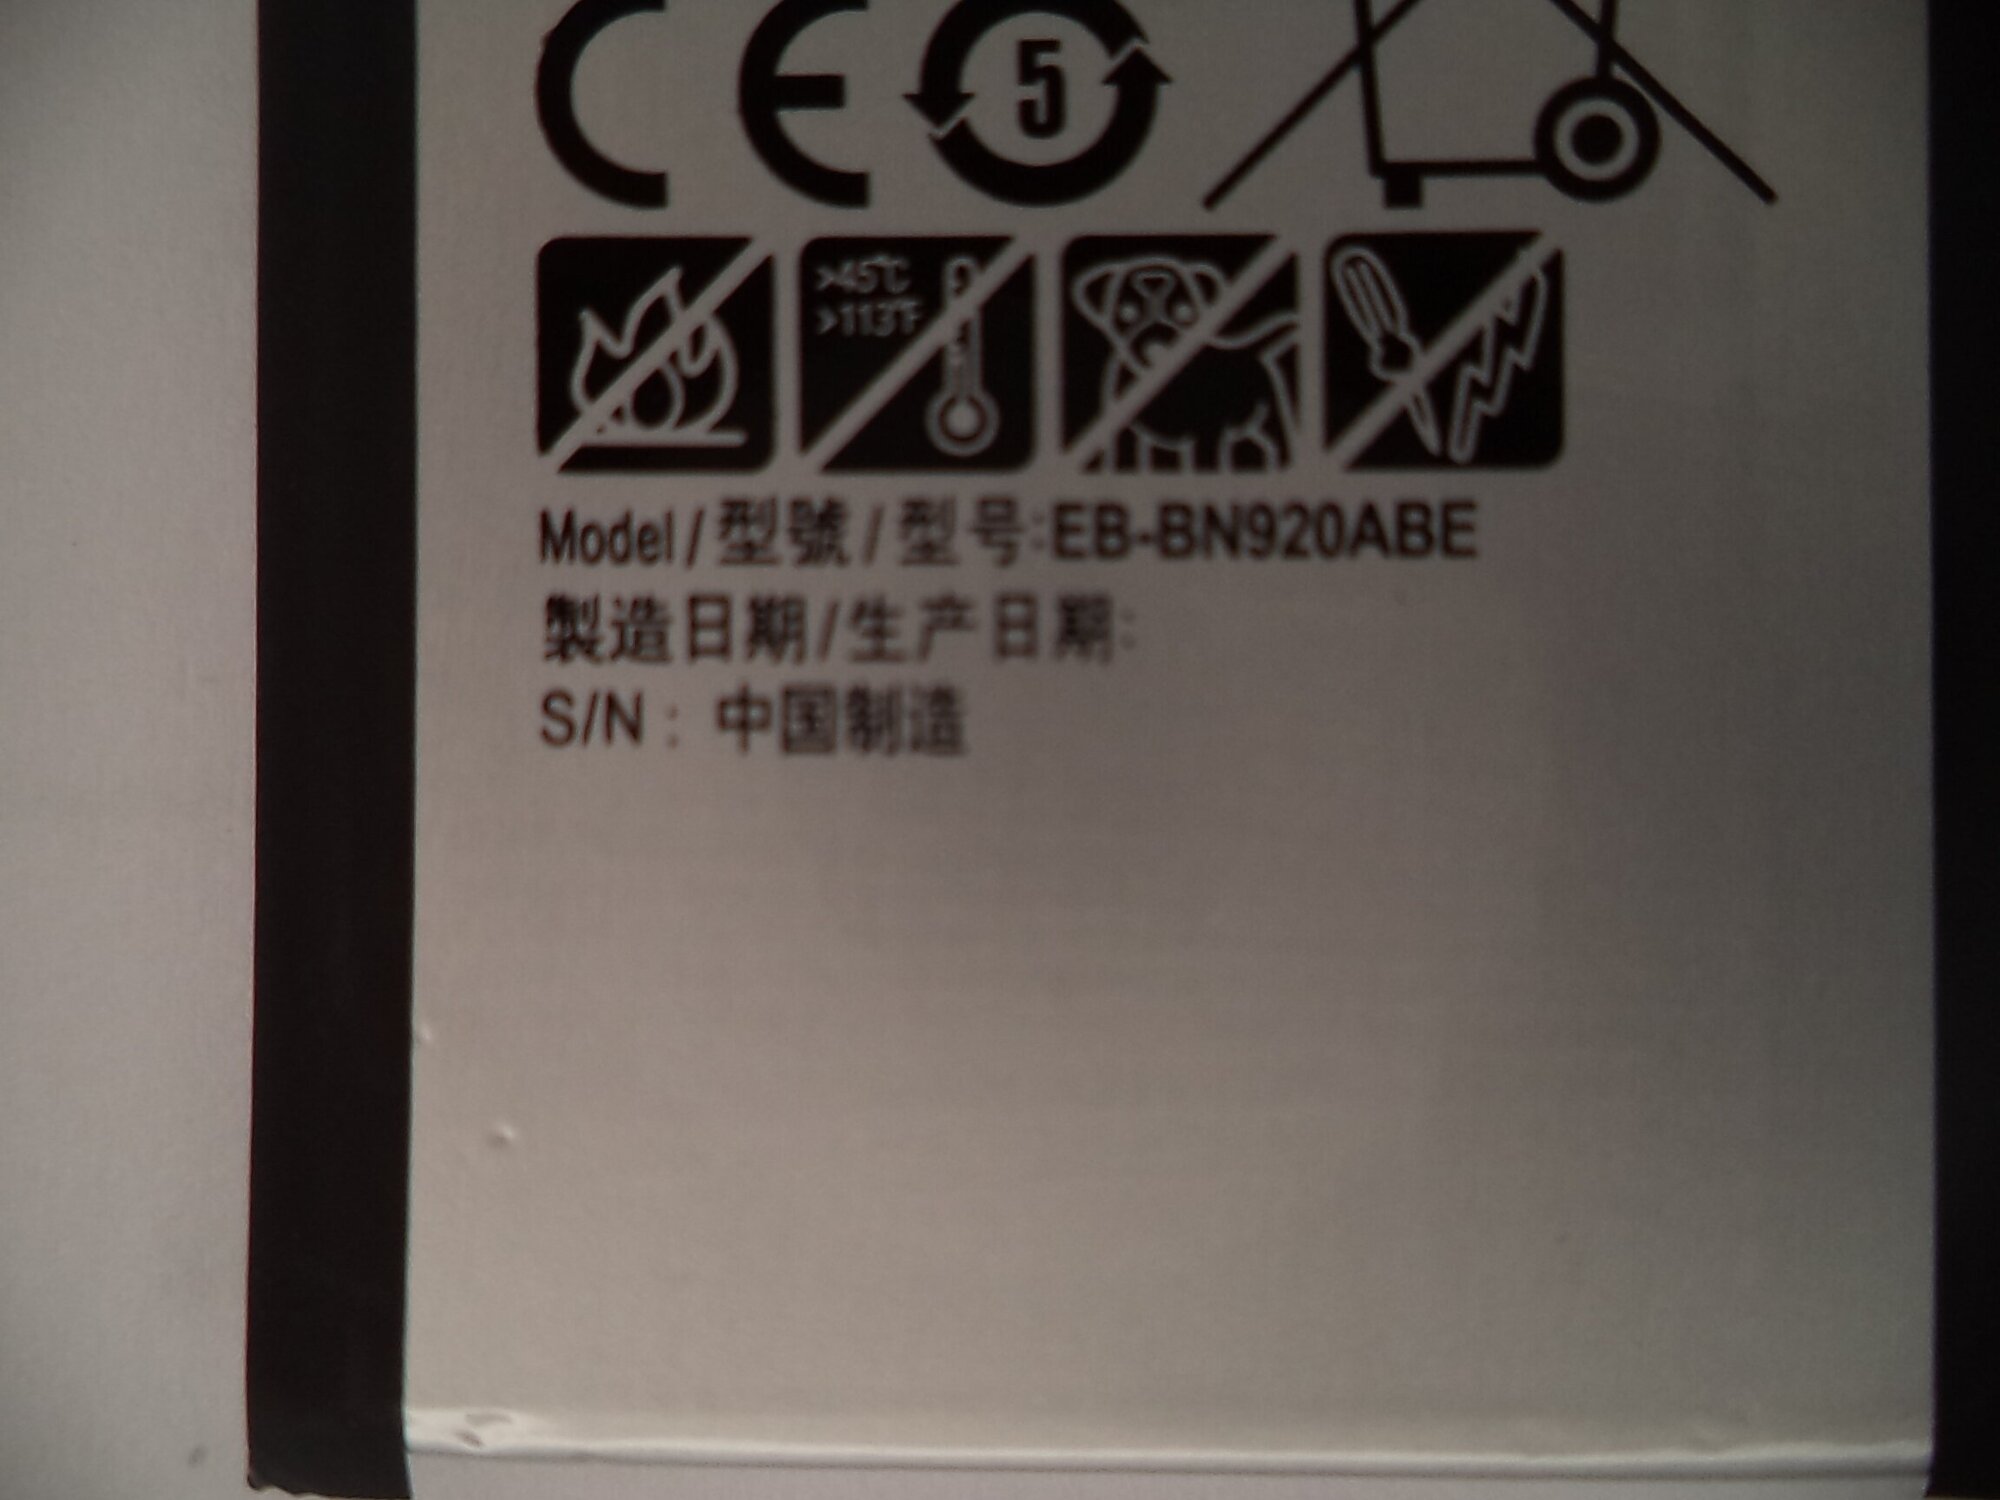 CE 5
>45°C
>113°F
Model / 型號 / 型号:EB-BN920ABE
製造日期/生产日期:
S/N : 中国制造